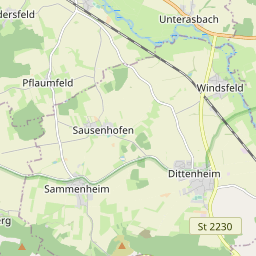 dersfeld
Unterasbach
Pflaumfeld
Windsfeld
Sausenhofen
Dittenheim
Sammenheim
rg
St 2230